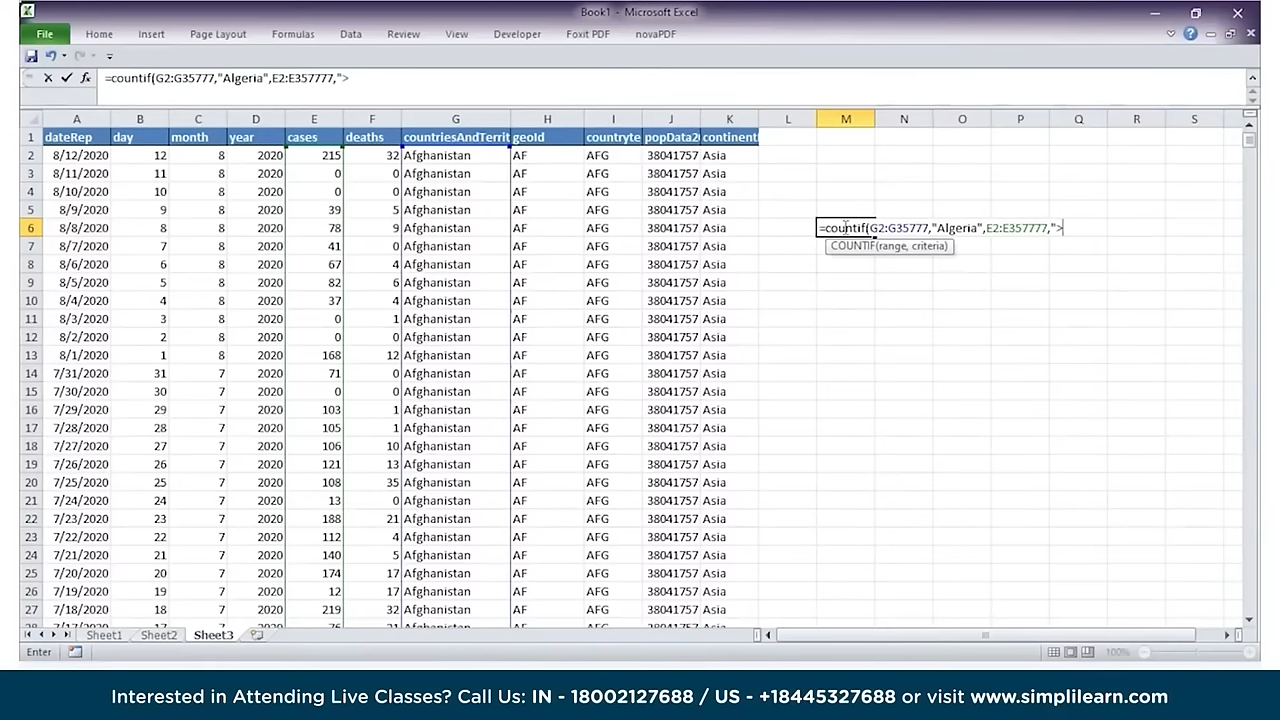 Book1 - Microsoft Excel
File Home Insert Page Layout Formulas Data Review View Developer Foxit PDF novaPDF
=countif(G2:G35777,"Algeria",E2:E357777,">
A B C D E F G H I J K L M N O P Q R S
1 dateRep day month year cases deaths countriesAndTerrit geoId countryte popData2 continent
2 8/12/2020 12 8 2020 215 32 Afghanistan AF AFG 38041757 Asia
3 8/11/2020 11 8 2020 0 0 Afghanistan AF AFG 38041757 Asia
4 8/10/2020 10 8 2020 0 0 Afghanistan AF AFG 38041757 Asia
5 8/9/2020 9 8 2020 39 5 Afghanistan AF AFG 38041757 Asia
6 8/8/2020 8 8 2020 78 9 Afghanistan AF AFG 38041757 Asia =countif(G2:G35777,"Algeria",E2:E357777,">
7 8/7/2020 7 8 2020 41 0 Afghanistan AF AFG 38041757 Asia COUNTIF(range, criteria)
8 8/6/2020 6 8 2020 67 4 Afghanistan AF AFG 38041757 Asia
9 8/5/2020 5 8 2020 82 6 Afghanistan AF AFG 38041757 Asia
10 8/4/2020 4 8 2020 37 4 Afghanistan AF AFG 38041757 Asia
11 8/3/2020 3 8 2020 0 1 Afghanistan AF AFG 38041757 Asia
12 8/2/2020 2 8 2020 0 0 Afghanistan AF AFG 38041757 Asia
13 8/1/2020 1 8 2020 168 12 Afghanistan AF AFG 38041757 Asia
14 7/31/2020 31 7 2020 71 0 Afghanistan AF AFG 38041757 Asia
15 7/30/2020 30 7 2020 0 0 Afghanistan AF AFG 38041757 Asia
16 7/29/2020 29 7 2020 103 1 Afghanistan AF AFG 38041757 Asia
17 7/28/2020 28 7 2020 105 1 Afghanistan AF AFG 38041757 Asia
18 7/27/2020 27 7 2020 106 10 Afghanistan AF AFG 38041757 Asia
19 7/26/2020 26 7 2020 121 13 Afghanistan AF AFG 38041757 Asia
20 7/25/2020 25 7 2020 108 35 Afghanistan AF AFG 38041757 Asia
21 7/24/2020 24 7 2020 13 0 Afghanistan AF AFG 38041757 Asia
22 7/23/2020 23 7 2020 188 21 Afghanistan AF AFG 38041757 Asia
23 7/22/2020 22 7 2020 112 4 Afghanistan AF AFG 38041757 Asia
24 7/21/2020 21 7 2020 140 5 Afghanistan AF AFG 38041757 Asia
25 7/20/2020 20 7 2020 174 17 Afghanistan AF AFG 38041757 Asia
26 7/19/2020 19 7 2020 12 17 Afghanistan AF AFG 38041757 Asia
27 7/18/2020 18 7 2020 219 32 Afghanistan AF AFG 38041757 Asia
Sheet1 Sheet2 Sheet3
Enter 100%
Interested in Attending Live Classes? Call Us: IN - 18002127688 / US - +18445327688 or visit www.simplilearn.com